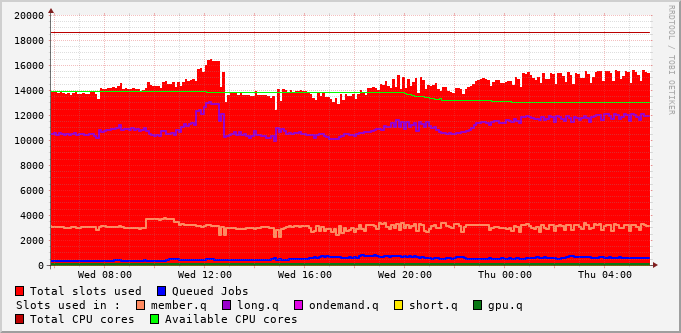 20000
18000
16000
14000
12000
10000
8000
6000
4000
2000
0
Wed 08:00 Wed 12:00 Wed 16:00 Wed 20:00 Thu 00:00 Thu 04:00
RRDTOOL / TOBI OETIKER
Total slots used Queued Jobs
Slots used in : member.q long.q ondemand.q short.q gpu.q
Total CPU cores Available CPU cores